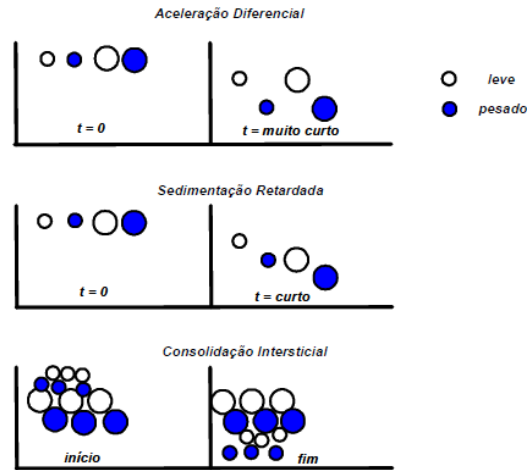 Aceleração Diferencial
leve
pesado
t = 0
t = muito curto
Sedimentação Retardada
t = 0
t = curto
Consolidação Intersticial
início
fim